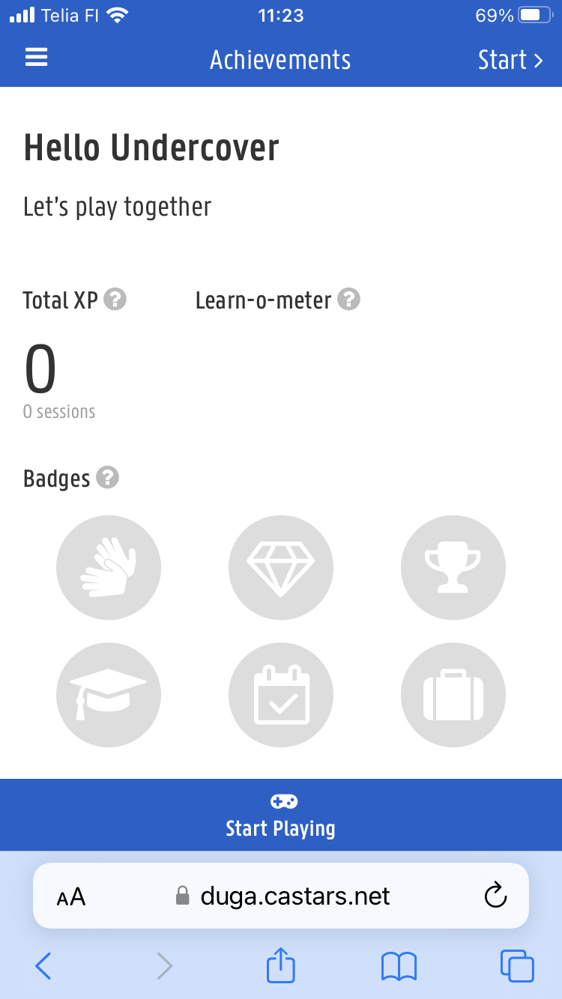 Telia FI 11:23 69%
Achievements Start >
Hello Undercover
Let's play together
Total XP ? Learn-o-meter ?
0
0 sessions
Badges ?
Start Playing
AA duga.castars.net